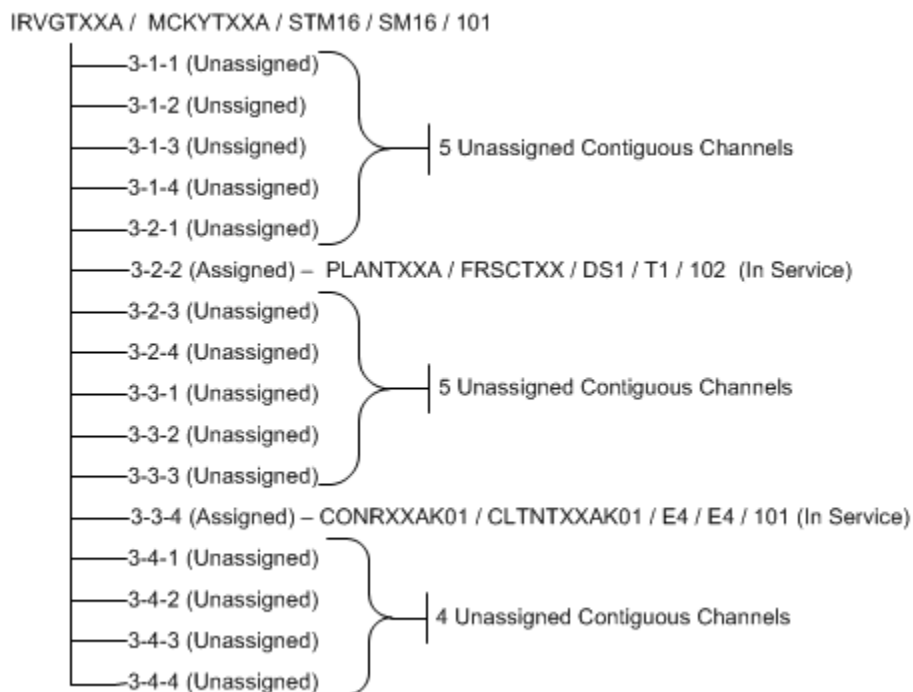 IRVGTXXA / MCKYTXXA / STM16 / SM16 / 101
3-1-1 (Unassigned)
3-1-2 (Unssigned)
3-1-3 (Unssigned)
5 Unassigned Contiguous Channels
3-1-4 (Unassigned)
3-2-1 (Unassigned)
3-2-2 (Assigned) – PLANTXXA / FRSCTXX / DS1 / T1 / 102 (In Service)
3-2-3 (Unassigned)
3-2-4 (Unassigned)
5 Unassigned Contiguous Channels
3-3-1 (Unassigned)
3-3-2 (Unassigned)
3-3-3 (Unassigned)
3-3-4 (Assigned) – CONRXXAK01 / CLTNTXXAK01 / E4 / E4 / 101 (In Service)
3-4-1 (Unassigned)
3-4-2 (Unassigned)
4 Unassigned Contiguous Channels
3-4-3 (Unassigned)
3-4-4 (Unassigned)